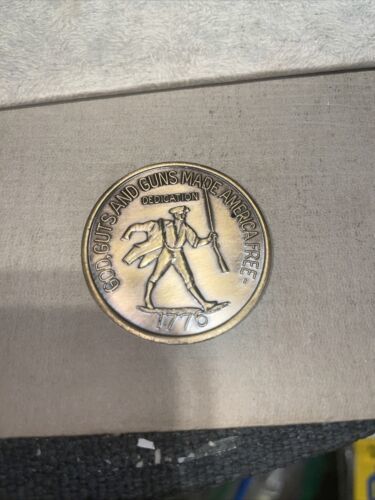 GOD, GUTS AND GUNS MADE AMERICA FREE-
DEDICATION
1776